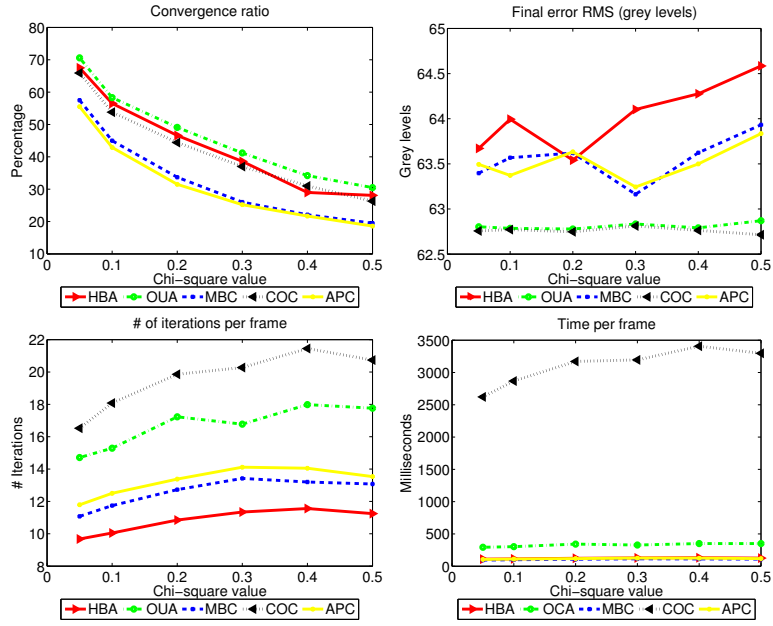 Convergence ratio
80
70
60
50
40
30
20
10
Percentage
0 0.1 0.2 0.3 0.4 0.5
Chi-square value
HBA OUA MBC COC APC
Final error RMS (grey levels)
65
64.5
64
63.5
63
62.5
Grey levels
0 0.1 0.2 0.3 0.4 0.5
Chi-square value
HBA OUA MBC COC APC
# of iterations per frame
22
20
18
16
14
12
10
8
# Iterations
0 0.1 0.2 0.3 0.4 0.5
Chi-square value
HBA OUA MBC COC APC
Time per frame
3500
3000
2500
2000
1500
1000
500
0
Milliseconds
0 0.1 0.2 0.3 0.4 0.5
Chi-square value
HBA OCA MBC COC APC